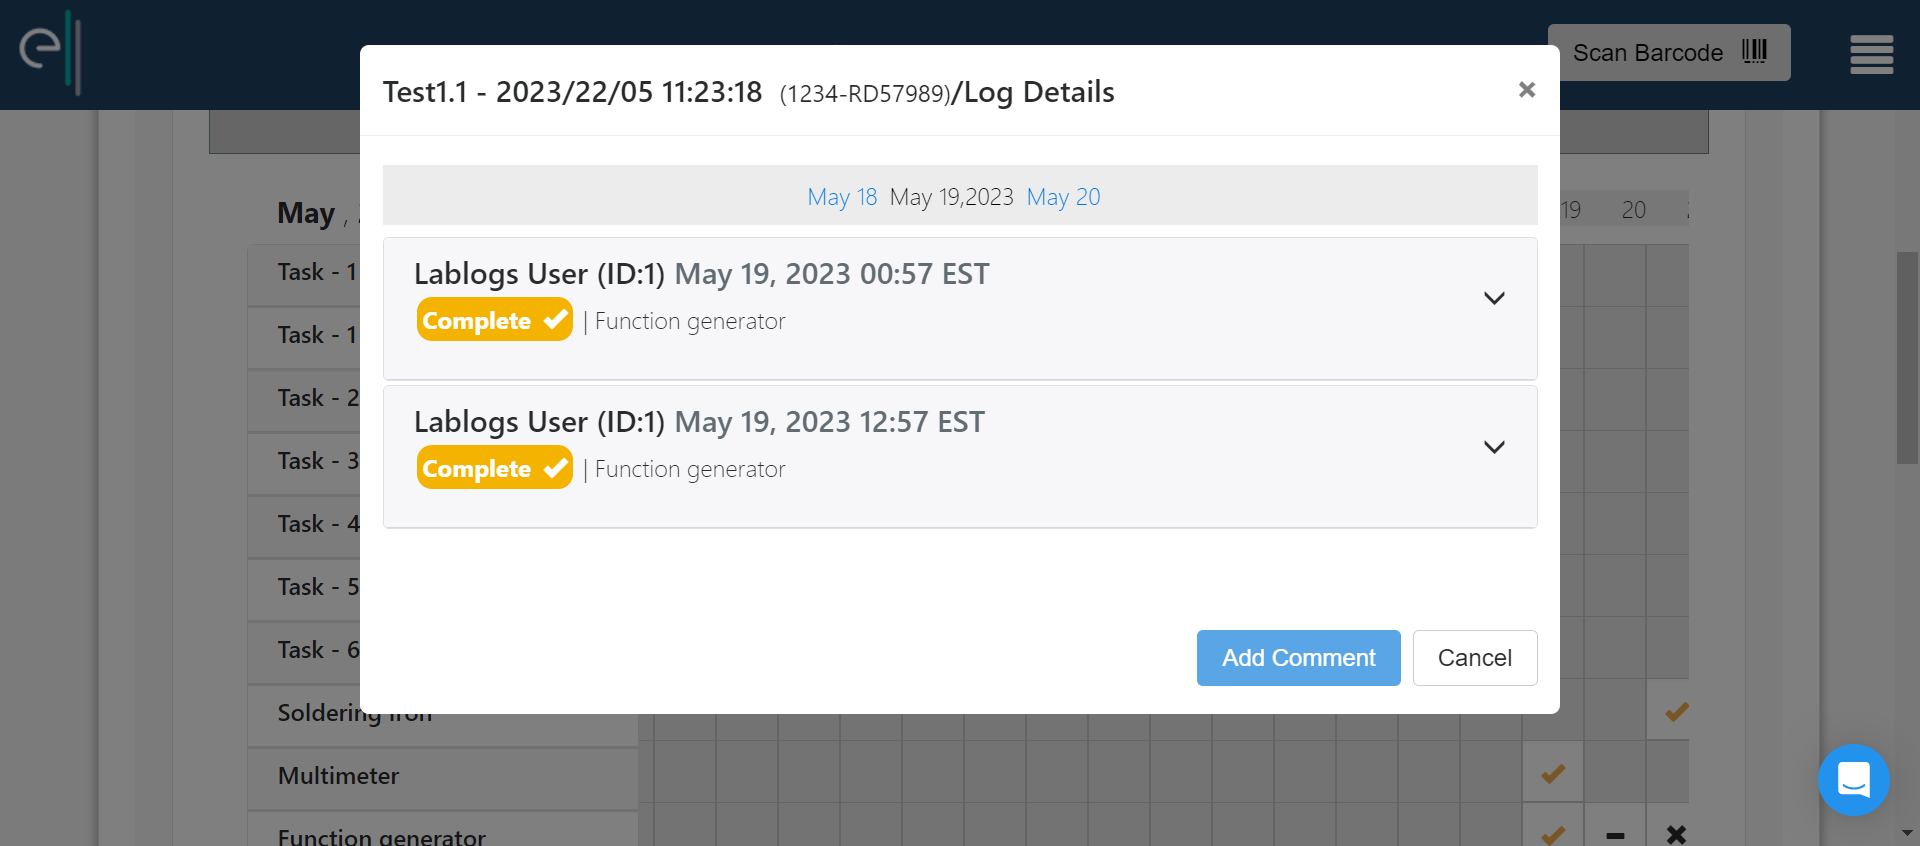 ell
Scan Barcode
Test1.1 - 2023/22/05 11:23:18 (1234-RD57989)/Log Details
×
May 18 May 19,2023 May 20
May ,
19 20
Lablogs User (ID:1) May 19, 2023 00:57 EST
Complete | Function generator
Lablogs User (ID:1) May 19, 2023 12:57 EST
Complete | Function generator
Task - 1
Task - 1
Task - 2
Task - 3
Task - 4
Task - 5
Task - 6
Add Comment Cancel
Soldering Iron
Multimeter
Function generator